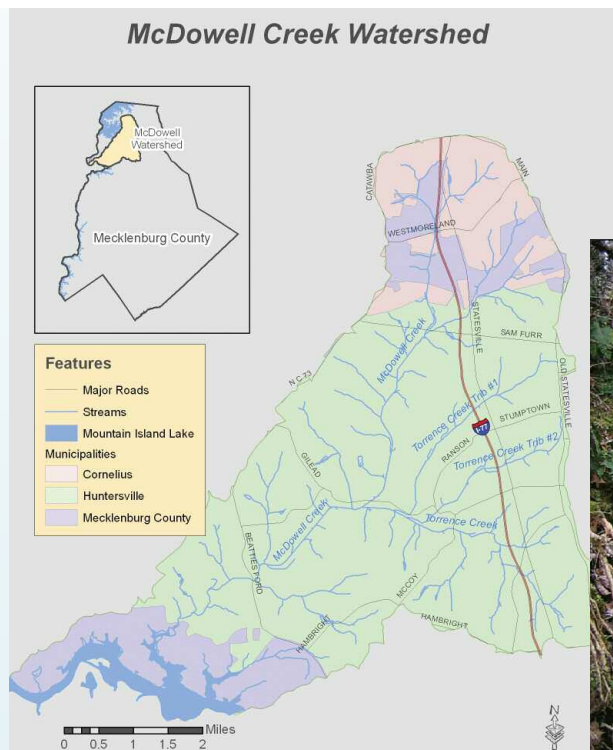 McDowell Creek Watershed
McDowell
Watershed
Mecklenburg County
CATAWBA
MAIN
WESTMORELAND
STATESVILLE
SAM FURR
N C 73
McDowell Creek
OLD STATESVILLE
Torrence Creek Trib #1
STUMPTOWN
I-77
RANSON
Torrence Creek Trib #2
GILEAD
McDowell Creek
Torrence Creek
BEATTIES FORD
MCCOY
HAMBRIGHT
HAMBRIGHT
Features
Major Roads
Streams
Mountain Island Lake
Municipalities
Cornelius
Huntersville
Mecklenburg County
Miles
0 0.5 1 2
N